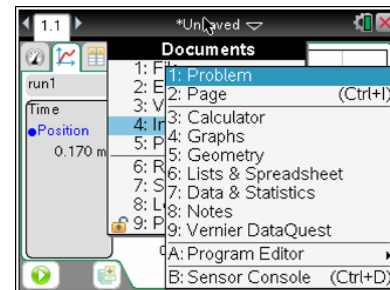 1.1
*Unsaved
Documents
1: F
2: E
3: V
4: In
5: P
6: R
7: S
8: L
9: P
1: Problem
2: Page (Ctrl+I)
3: Calculator
4: Graphs
5: Geometry
6: Lists & Spreadsheet
7: Data & Statistics
8: Notes
9: Vernier DataQuest
A: Program Editor
B: Sensor Console (Ctrl+D)
run1
Time
Position
0.170 m